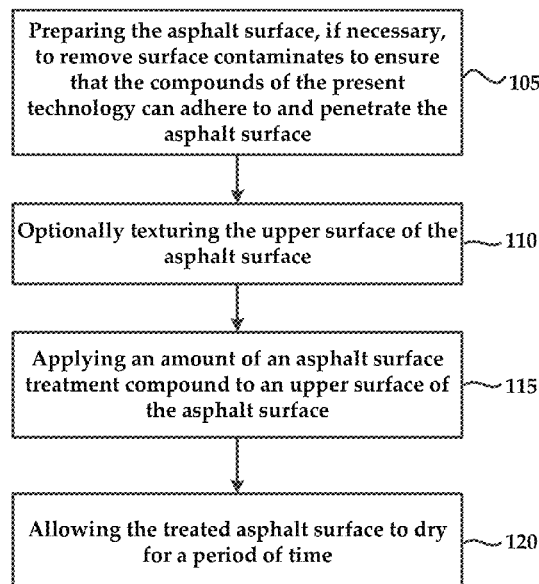 Preparing the asphalt surface, if necessary,
to remove surface contaminates to ensure
that the compounds of the present
technology can adhere to and penetrate the
asphalt surface
105
Optionally texturing the upper surface of the
asphalt surface
110
Applying an amount of an asphalt surface
treatment compound to an upper surface of
the asphalt surface
115
Allowing the treated asphalt surface to dry
for a period of time
120